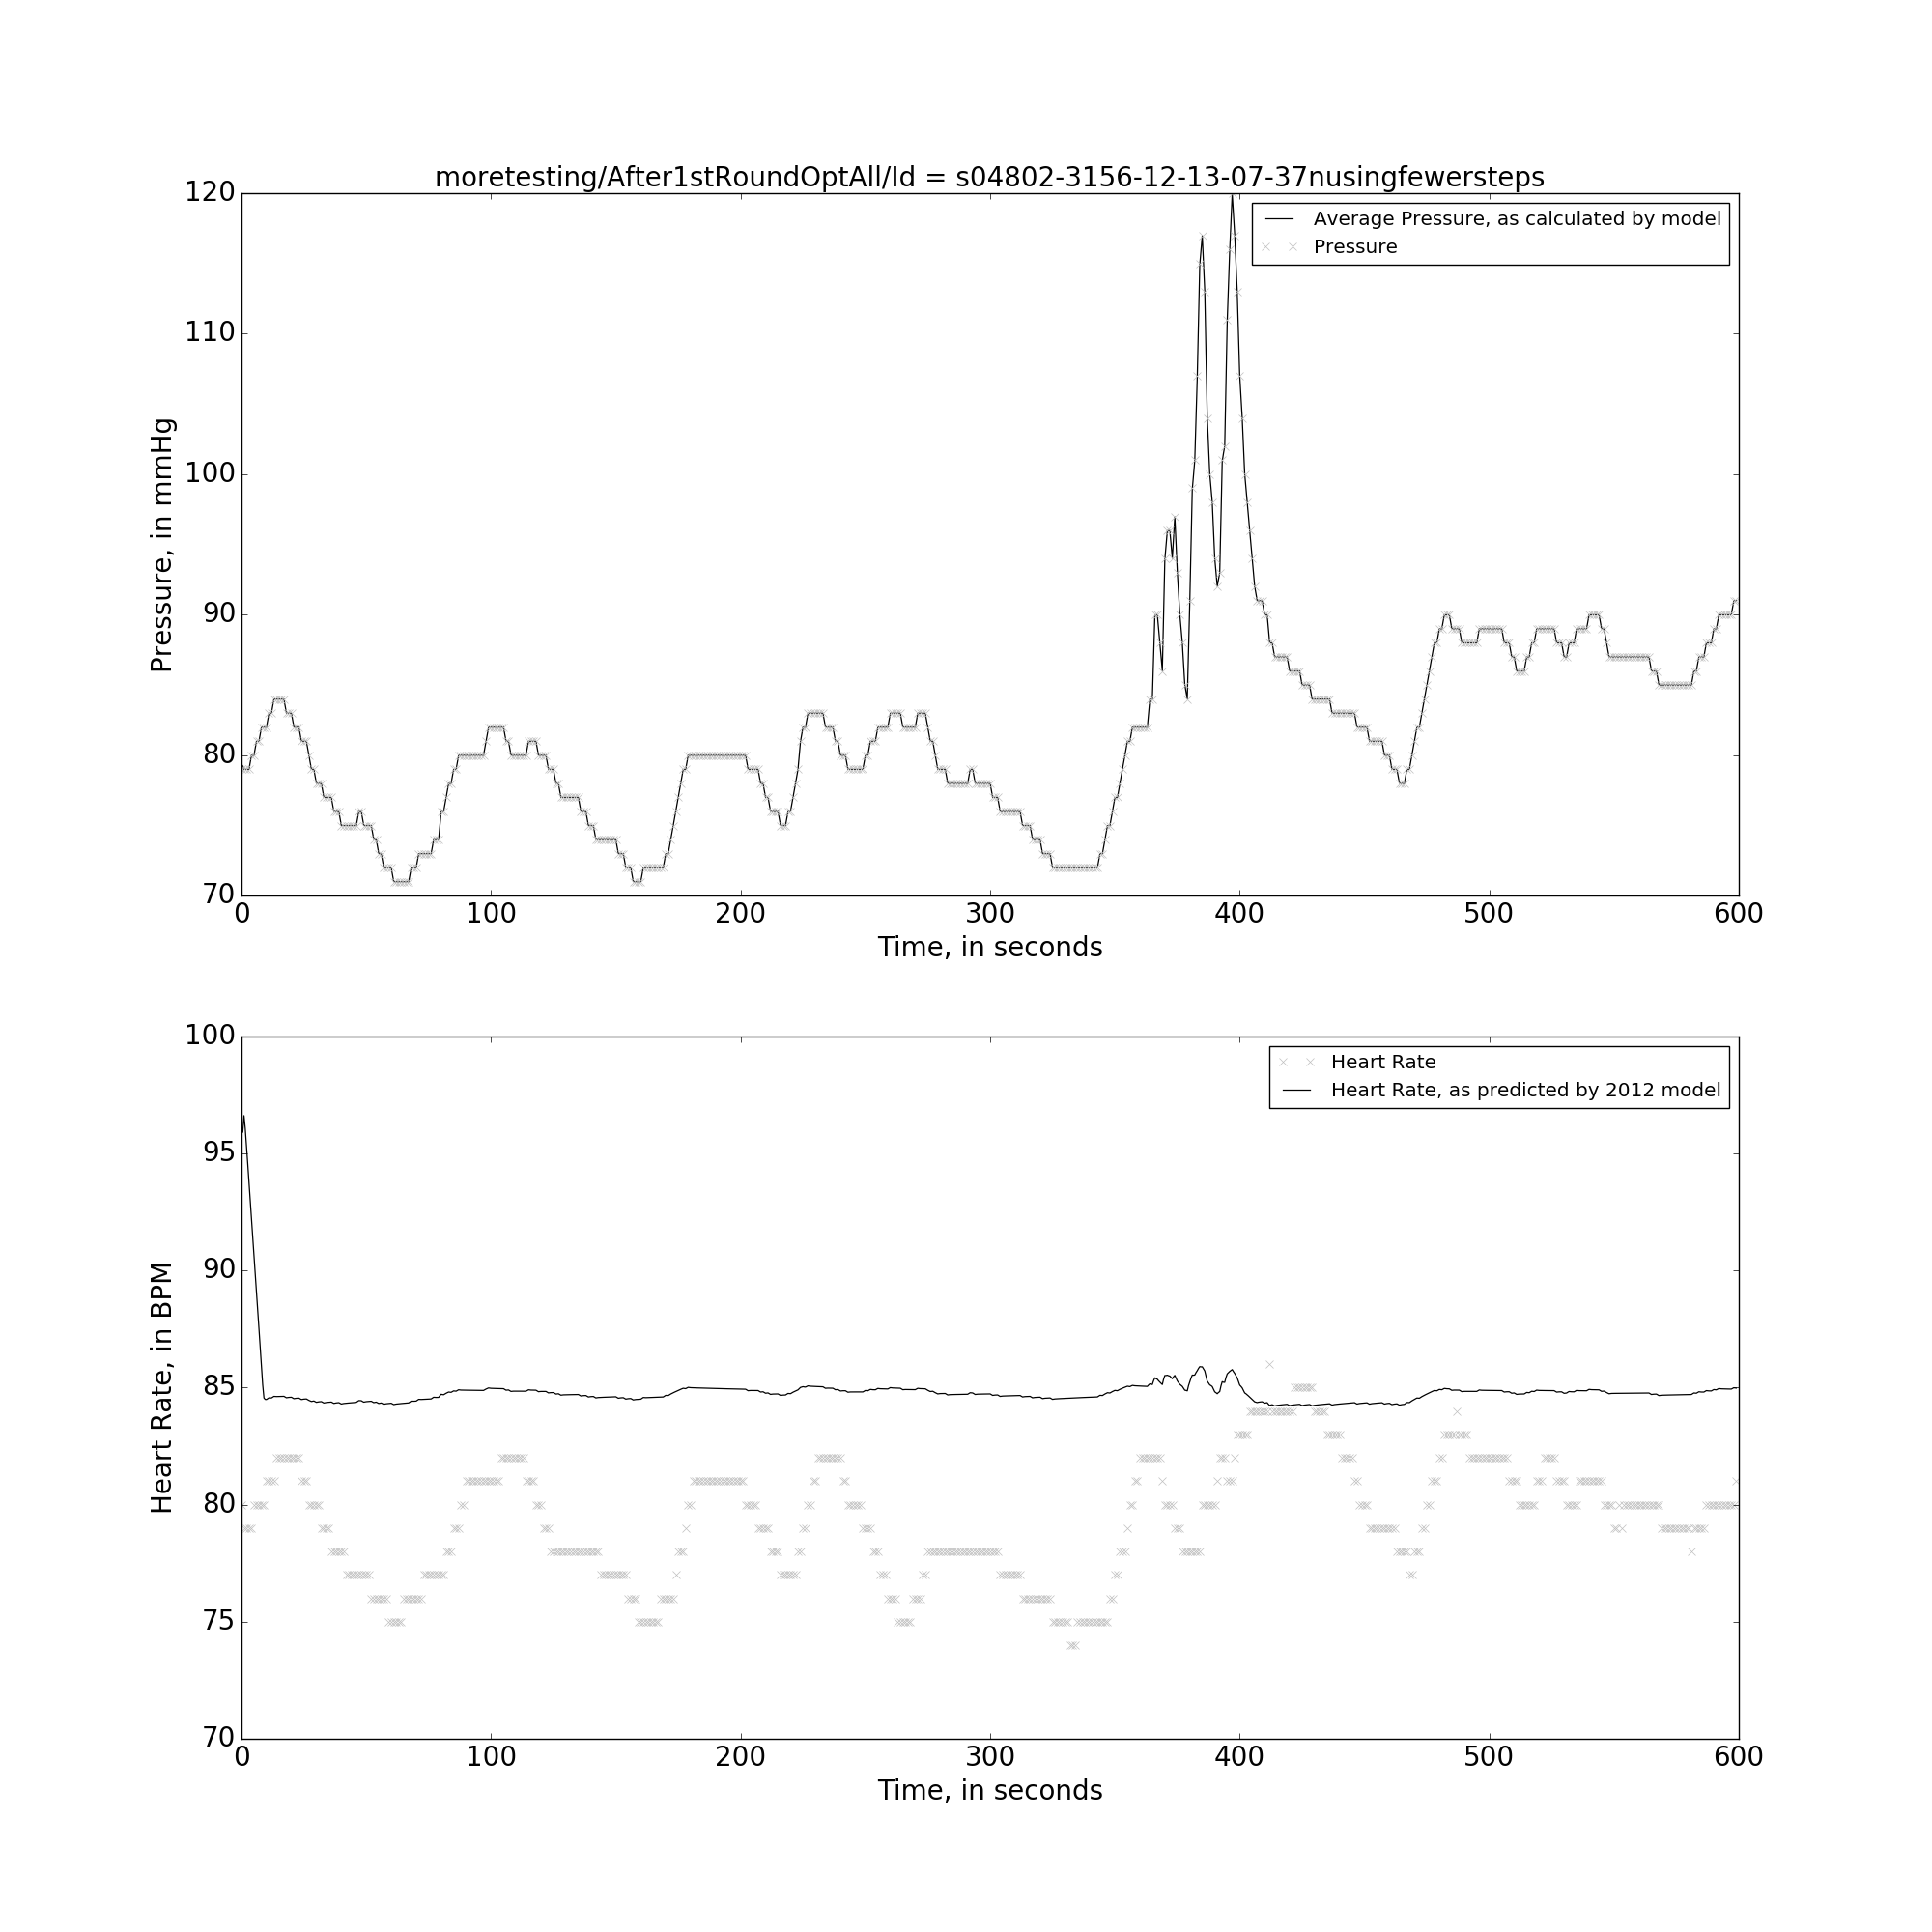 moretesting/After1stRoundOptAll/Id = s04802-3156-12-13-07-37nusingfewersteps
120
110
100
90
80
70
Pressure, in mmHg
Average Pressure, as calculated by model
Pressure
0 100 200 300 400 500 600
Time, in seconds
100
95
90
85
80
75
70
Heart Rate, in BPM
Heart Rate
Heart Rate, as predicted by 2012 model
0 100 200 300 400 500 600
Time, in seconds